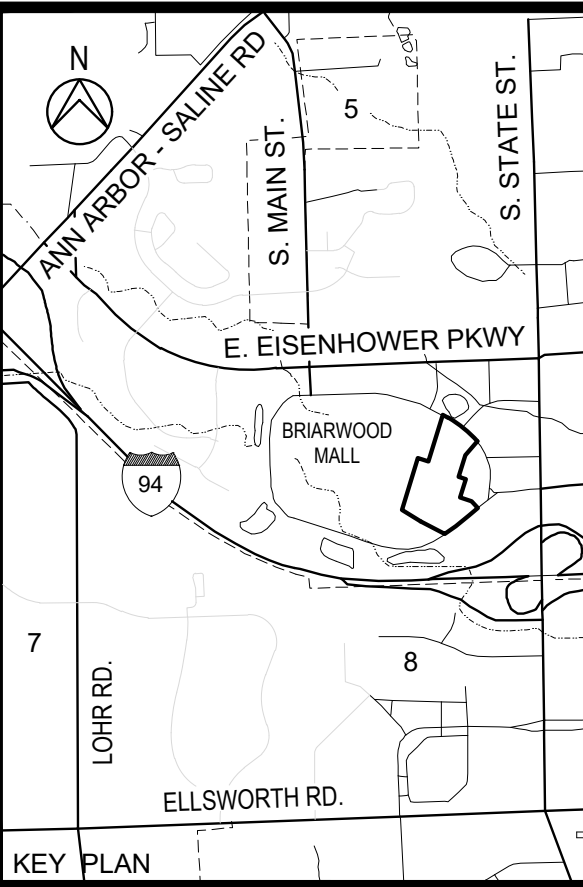 N
ANN ARBOR - SALINE RD
5
S. MAIN ST.
S. STATE ST.
E. EISENHOWER PKWY
BRIARWOOD
MALL
94
7
8
LOHR RD.
ELLSWORTH RD.
KEY PLAN